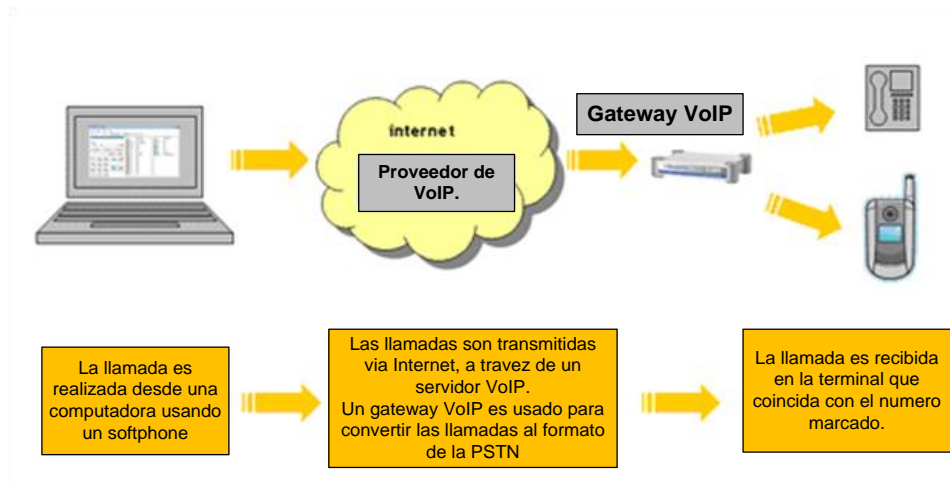 internet
Proveedor de
VoIP.
Gateway VoIP
La llamada es
realizada desde una
computadora usando
un softphone
Las llamadas son transmitidas
via Internet, a travez de un
servidor VoIP.
Un gateway VoIP es usado para
convertir las llamadas al formato
de la PSTN
La llamada es recibida
en la terminal que
coincida con el numero
marcado.